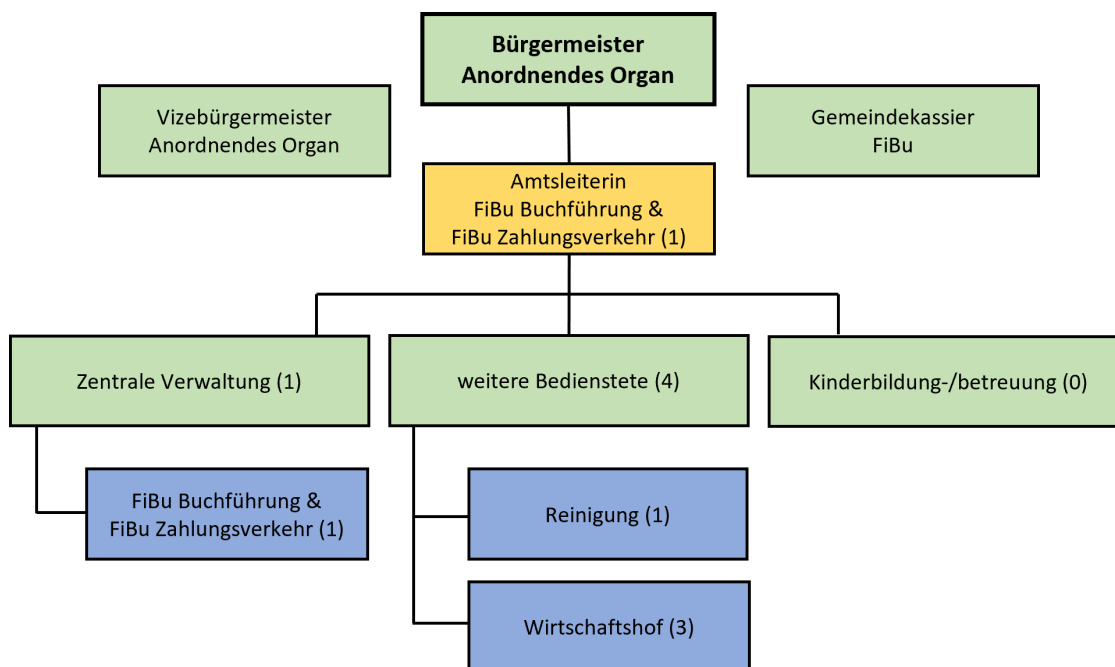 Bürgermeister
Anordnendes Organ
Vizebürgermeister
Anordnendes Organ
Gemeindekassier
FiBu
Amtsleiterin
FiBu Buchführung &
FiBu Zahlungsverkehr (1)
Zentrale Verwaltung (1)
weitere Bedienstete (4)
Kinderbildung-/betreuung (0)
FiBu Buchführung &
FiBu Zahlungsverkehr (1)
Reinigung (1)
Wirtschaftshof (3)